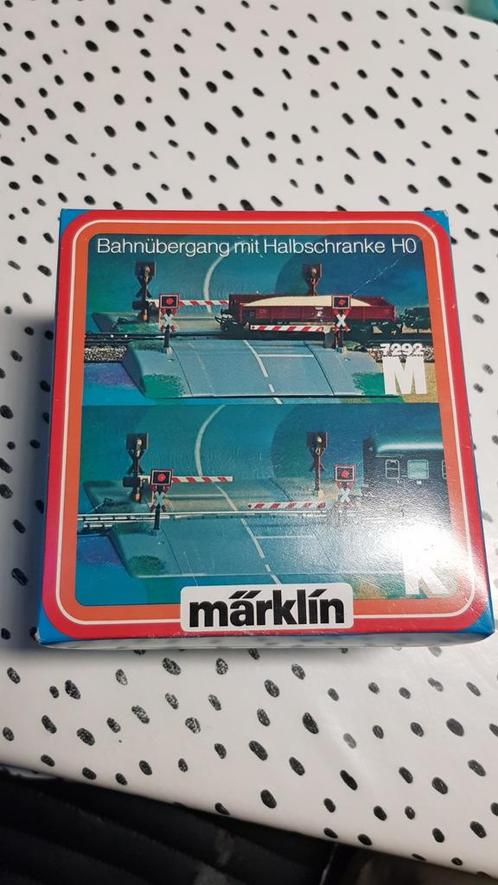 Bahnübergang mit Halbschranke H0
7292
M
K
märklin